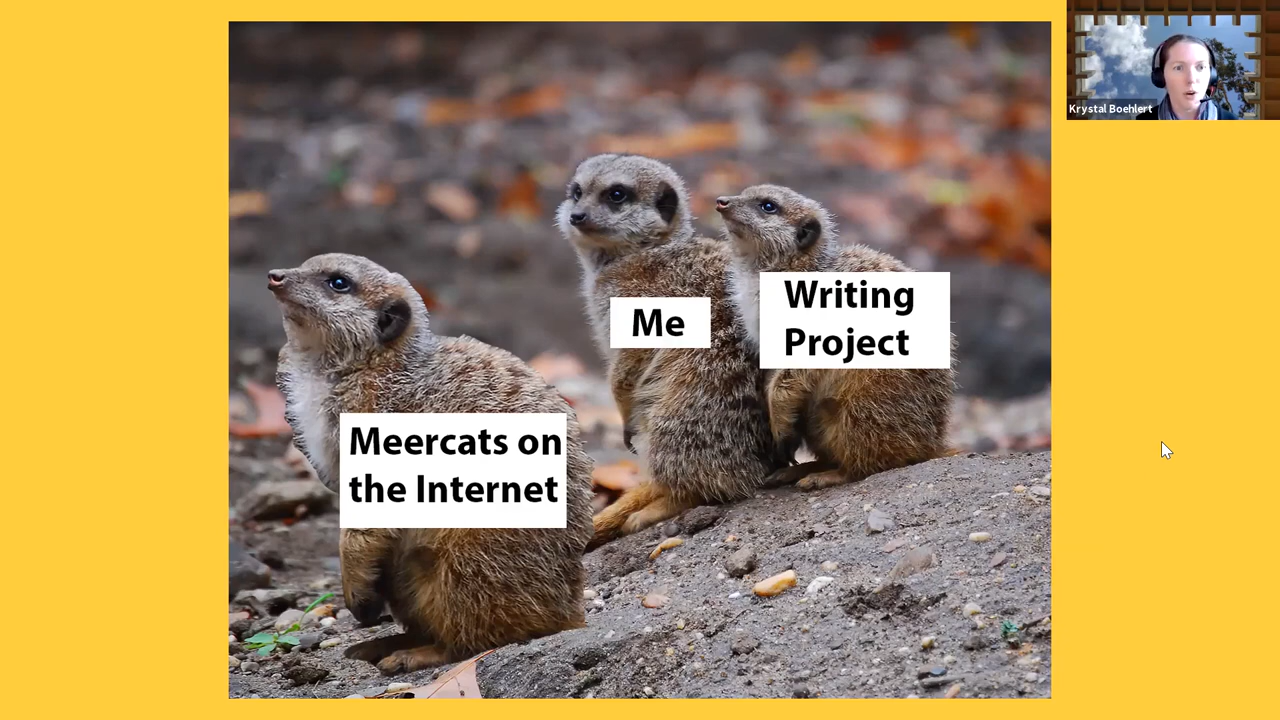 Krystal Boehlert
Writing
Project
Me
Meercats on
the Internet